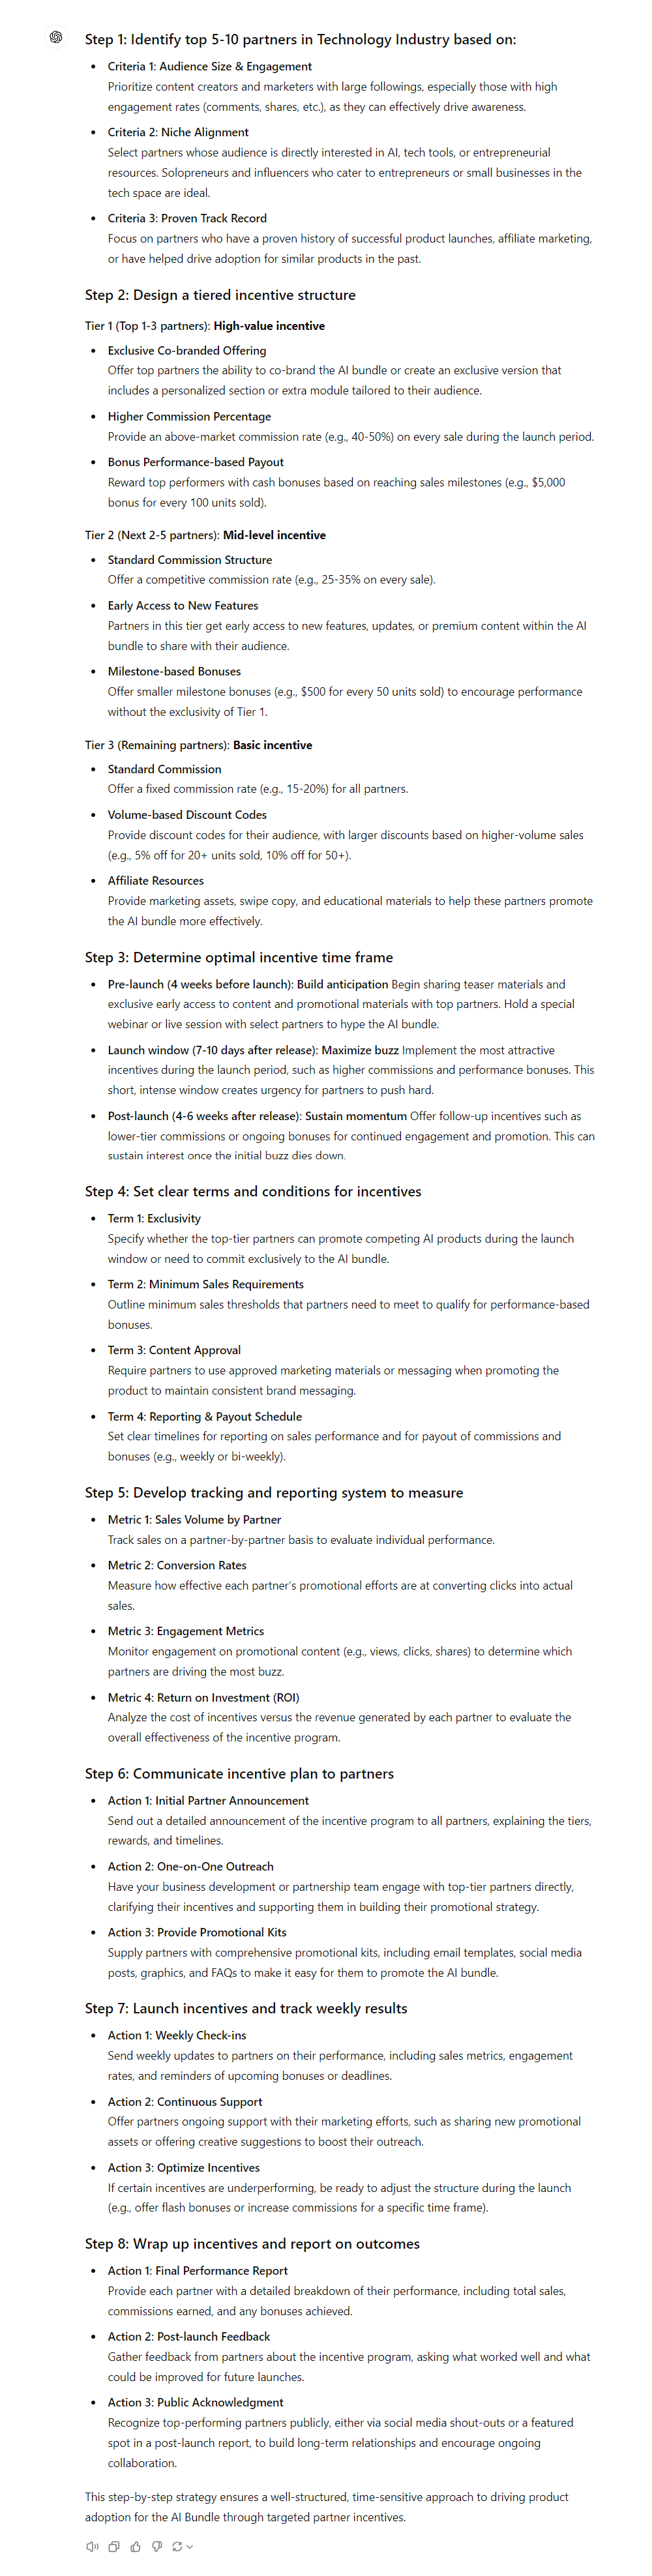 Step 1: Identify top 5-10 partners in Technology Industry based on:
• Criteria 1: Audience Size & Engagement
Prioritize content creators and marketers with large followings, especially those with high
engagement rates (comments, shares, etc.), as they can effectively drive awareness.
• Criteria 2: Niche Alignment
Select partners whose audience is directly interested in AI, tech tools, or entrepreneurial
resources. Solopreneurs and influencers who cater to entrepreneurs or small businesses in the
tech space are ideal.
• Criteria 3: Proven Track Record
Focus on partners who have a proven history of successful product launches, affiliate marketing,
or have helped drive adoption for similar products in the past.
Step 2: Design a tiered incentive structure
Tier 1 (Top 1-3 partners): High-value incentive
• Exclusive Co-branded Offering
Offer top partners the ability to co-brand the AI bundle or create an exclusive version that
includes a personalized section or extra module tailored to their audience.
• Higher Commission Percentage
Provide an above-market commission rate (e.g., 40-50%) on every sale during the launch period.
• Bonus Performance-based Payout
Reward top performers with cash bonuses based on reaching sales milestones (e.g., $5,000
bonus for every 100 units sold).
Tier 2 (Next 2-5 partners): Mid-level incentive
• Standard Commission Structure
Offer a competitive commission rate (e.g., 25-35% on every sale).
• Early Access to New Features
Partners in this tier get early access to new features, updates, or premium content within the AI
bundle to share with their audience.
• Milestone-based Bonuses
Offer smaller milestone bonuses (e.g., $500 for every 50 units sold) to encourage performance
without the exclusivity of Tier 1.
Tier 3 (Remaining partners): Basic incentive
• Standard Commission
Offer a fixed commission rate (e.g., 15-20%) for all partners.
• Volume-based Discount Codes
Provide discount codes for their audience, with larger discounts based on higher-volume sales
(e.g., 5% off for 20+ units sold, 10% off for 50+).
• Affiliate Resources
Provide marketing assets, swipe copy, and educational materials to help these partners promote
the AI bundle more effectively.
Step 3: Determine optimal incentive time frame
• Pre-launch (4 weeks before launch): Build anticipation Begin sharing teaser materials and
exclusive early access to content and promotional materials with top partners. Hold a special
webinar or live session with select partners to hype the AI bundle.
• Launch window (7-10 days after release): Maximize buzz Implement the most attractive
incentives during the launch period, such as higher commissions and performance bonuses. This
short, intense window creates urgency for partners to push hard.
• Post-launch (4-6 weeks after release): Sustain momentum Offer follow-up incentives such as
lower-tier commissions or ongoing bonuses for continued engagement and promotion. This can
sustain interest once the initial buzz dies down.
Step 4: Set clear terms and conditions for incentives
• Term 1: Exclusivity
Specify whether the top-tier partners can promote competing AI products during the launch
window or need to commit exclusively to the AI bundle.
• Term 2: Minimum Sales Requirements
Outline minimum sales thresholds that partners need to meet to qualify for performance-based
bonuses.
• Term 3: Content Approval
Require partners to use approved marketing materials or messaging when promoting the
product to maintain consistent brand messaging.
• Term 4: Reporting & Payout Schedule
Set clear timelines for reporting on sales performance and for payout of commissions and
bonuses (e.g., weekly or bi-weekly).
Step 5: Develop tracking and reporting system to measure
• Metric 1: Sales Volume by Partner
Track sales on a partner-by-partner basis to evaluate individual performance.
• Metric 2: Conversion Rates
Measure how effective each partner's promotional efforts are at converting clicks into actual
sales.
• Metric 3: Engagement Metrics
Monitor engagement on promotional content (e.g., views, clicks, shares) to determine which
partners are driving the most buzz.
• Metric 4: Return on Investment (ROI)
Analyze the cost of incentives versus the revenue generated by each partner to evaluate the
overall effectiveness of the incentive program.
Step 6: Communicate incentive plan to partners
• Action 1: Initial Partner Announcement
Send out a detailed announcement of the incentive program to all partners, explaining the tiers,
rewards, and timelines.
• Action 2: One-on-One Outreach
Have your business development or partnership team engage with top-tier partners directly,
clarifying their incentives and supporting them in building their promotional strategy.
• Action 3: Provide Promotional Kits
Supply partners with comprehensive promotional kits, including email templates, social media
posts, graphics, and FAQs to make it easy for them to promote the AI bundle.
Step 7: Launch incentives and track weekly results
• Action 1: Weekly Check-ins
Send weekly updates to partners on their performance, including sales metrics, engagement
rates, and reminders of upcoming bonuses or deadlines.
• Action 2: Continuous Support
Offer partners ongoing support with their marketing efforts, such as sharing new promotional
assets or offering creative suggestions to boost their outreach.
• Action 3: Optimize Incentives
If certain incentives are underperforming, be ready to adjust the structure during the launch
(e.g., offer flash bonuses or increase commissions for a specific time frame).
Step 8: Wrap up incentives and report on outcomes
• Action 1: Final Performance Report
Provide each partner with a detailed breakdown of their performance, including total sales,
commissions earned, and any bonuses achieved.
• Action 2: Post-launch Feedback
Gather feedback from partners about the incentive program, asking what worked well and what
could be improved for future launches.
• Action 3: Public Acknowledgment
Recognize top-performing partners publicly, either via social media shout-outs or a featured
spot in a post-launch report, to build long-term relationships and encourage ongoing
collaboration.
This step-by-step strategy ensures a well-structured, time-sensitive approach to driving product
adoption for the AI Bundle through targeted partner incentives.